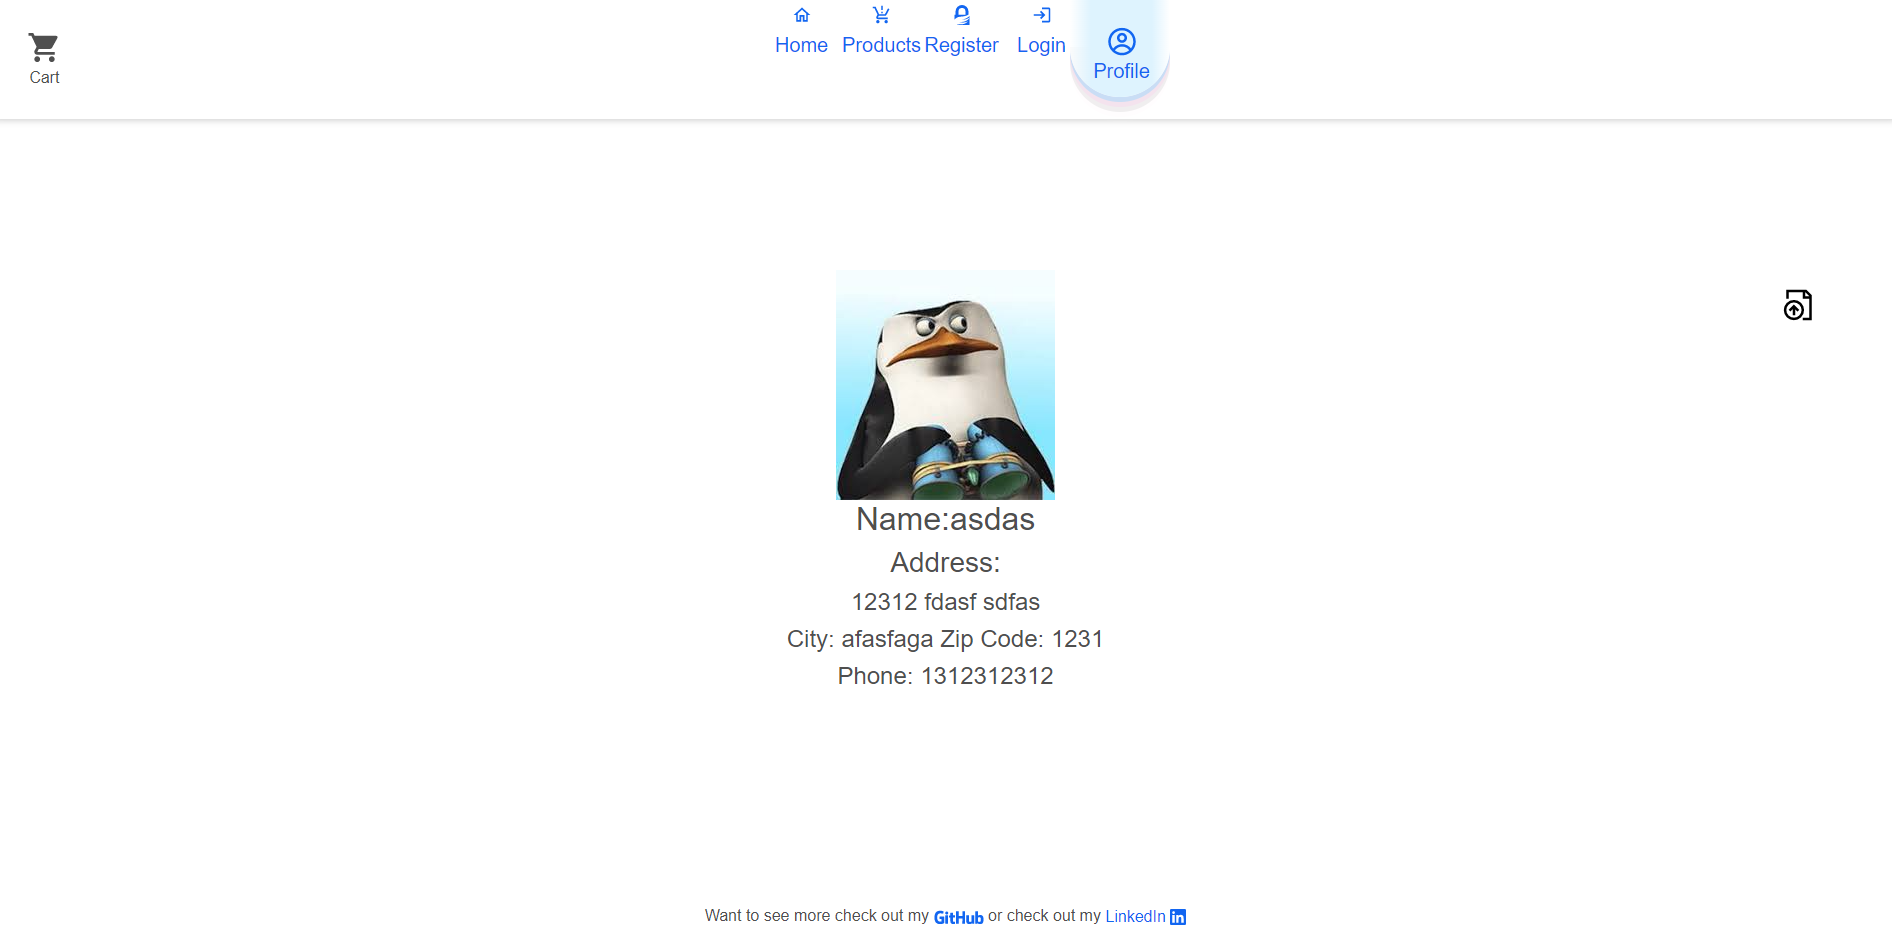 Cart
Home Products Register Login Profile
Name:asdas
Address:
12312 fdasf sdfas
City: afasfaga Zip Code: 1231
Phone: 1312312312
Want to see more check out my GitHub or check out my LinkedIn in